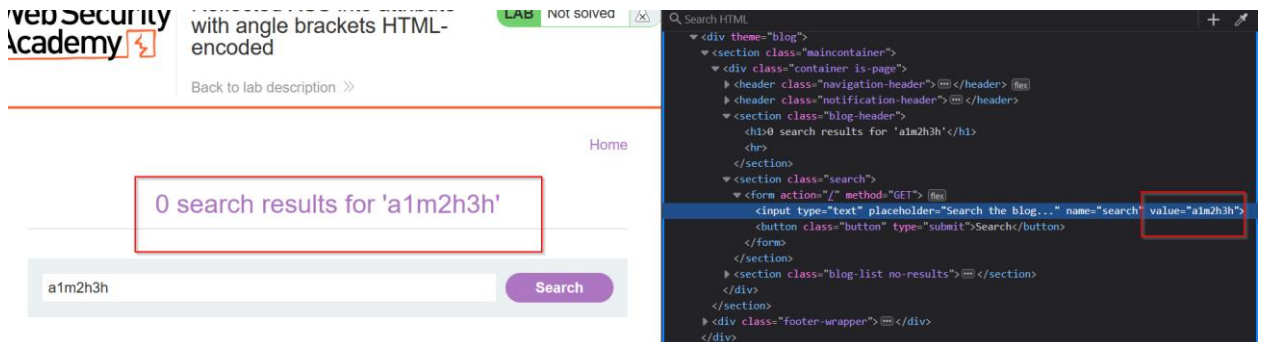 Web Security
Academy
with angle brackets HTML-
encoded
Back to lab description
LAB Not solved
Home
0 search results for 'a1m2h3h'
a1m2h3h
Search
Search HTML
<div theme="blog">
<section class="maincontainer">
<div class="container is-page">
<header class="navigation-header"> </header> flex
<header class="notification-header"> </header>
<section class="blog-header">
<h1>0 search results for 'a1m2h3h'</h1>
<hr>
</section>
<section class="search">
<form action="/" method="GET"> flex
<input type="text" placeholder="Search the blog..." name="search" value="a1m2h3h">
<button class="button" type="submit">Search</button>
</form>
</section>
<section class="blog-list no-results"> </section>
</div>
</section>
<div class="footer-wrapper"> </div>
</div>